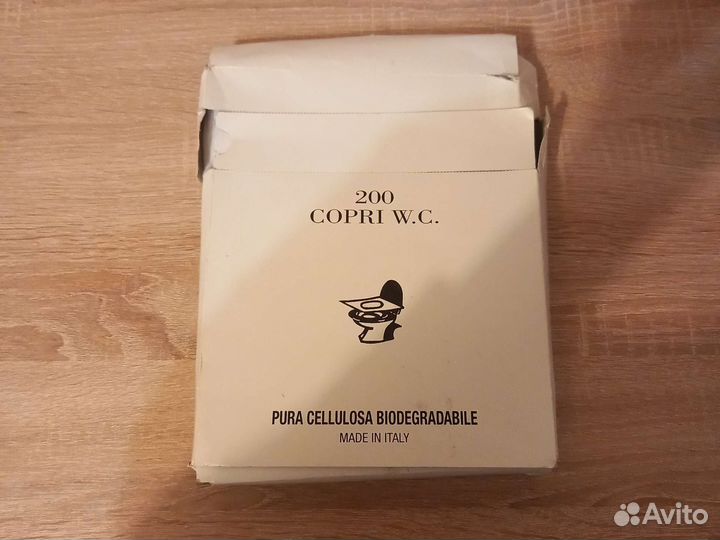 200
COPRI W.C.
PURA CELLULOSA BIODEGRADABILE
MADE IN ITALY
Avito